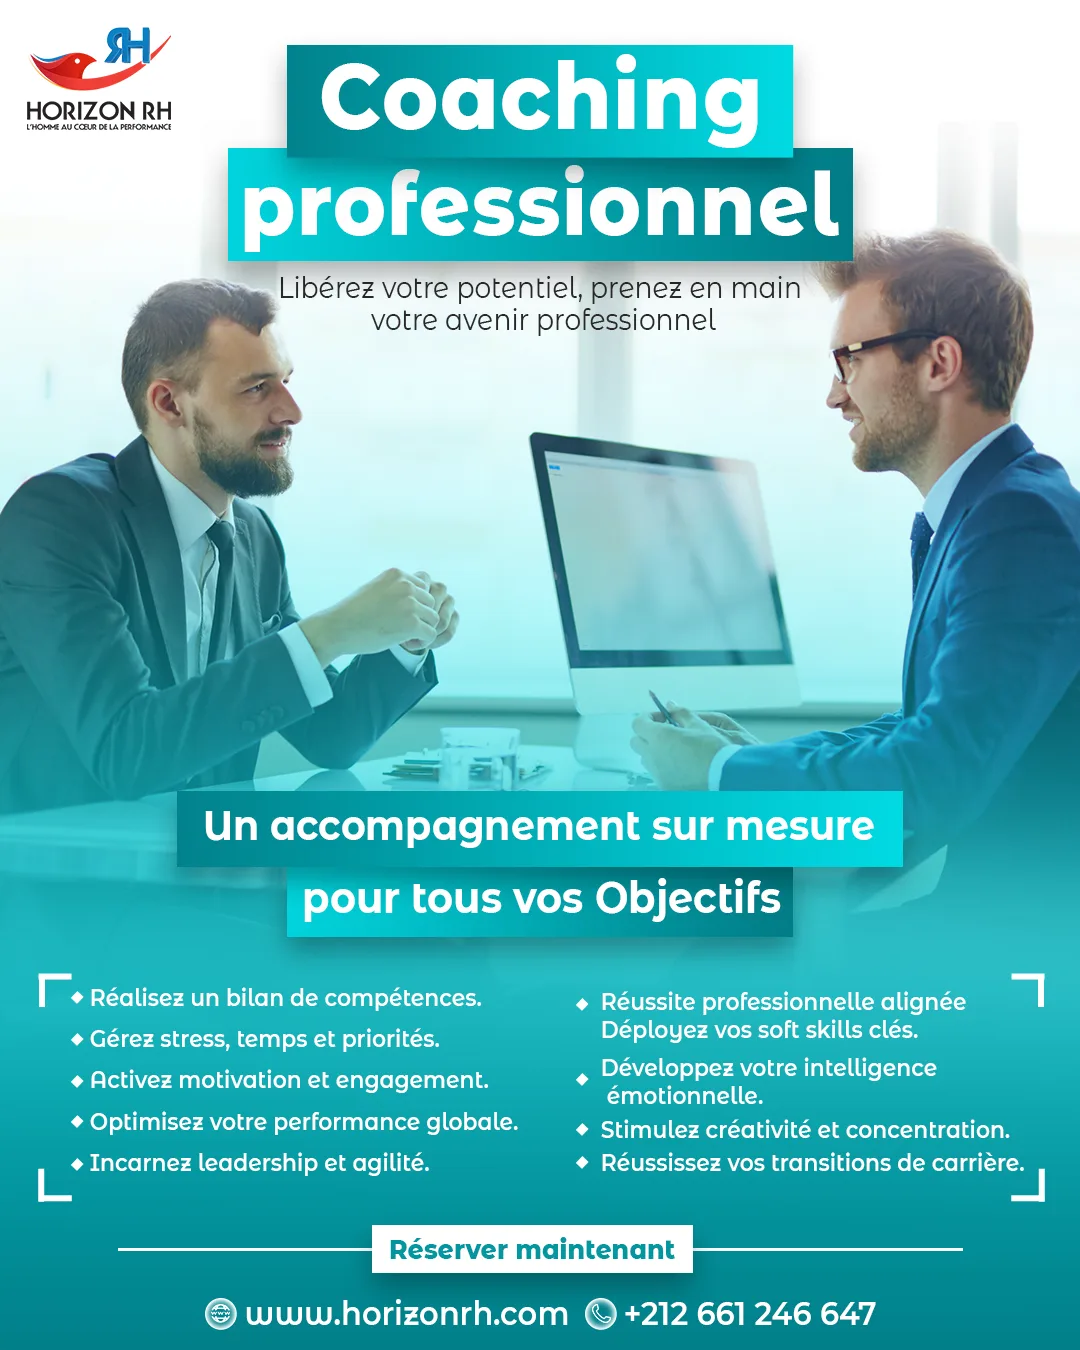 RH
HORIZON RH
L'HOMME AU CŒUR DE LA PERFORMANCE
Coaching
professionnel
Libérez votre potentiel, prenez en main
votre avenir professionnel
Un accompagnement sur mesure
pour tous vos Objectifs
Réalisez un bilan de compétences.
Gérez stress, temps et priorités.
Activez motivation et engagement.
Optimisez votre performance globale.
Incarnez leadership et agilité.
Réussite professionnelle alignée
Déployez vos soft skills clés.
Développez votre intelligence
émotionnelle.
Stimulez créativité et concentration.
Réussissez vos transitions de carrière.
Réserver maintenant
www.horizonrh.com +212 661 246 647